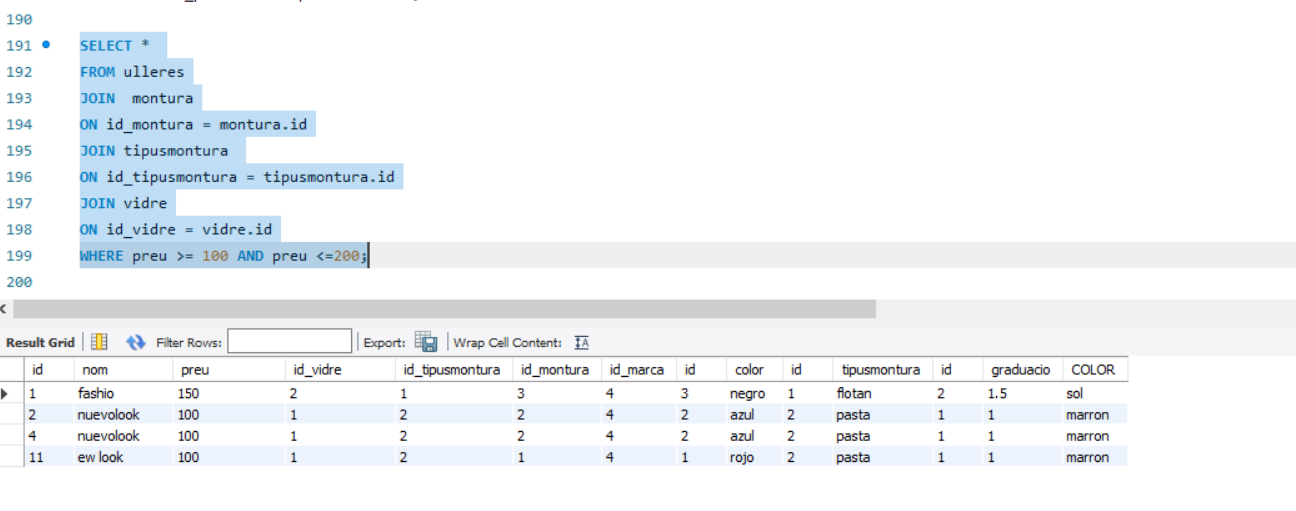 190
191 SELECT *
192 FROM ulleres
193 JOIN  montura
194 ON id_montura = montura.id
195 JOIN tipusmontura
196 ON id_tipusmontura = tipusmontura.id
197 JOIN vidre
198 ON id_vidre = vidre.id
199 WHERE preu >= 100 AND preu <=200;
200
Result Grid Filter Rows: Export: Wrap Cell Content: IA
id nom preu id_vidre id_tipusmontura id_montura id_marca id color id tipusmontura id graduacio COLOR
1 fashio 150 2 1 3 4 3 negro 1 flotan 2 1.5 sol
2 nuevolook 100 1 2 2 4 2 azul 2 pasta 1 1 marron
4 nuevolook 100 1 2 2 4 2 azul 2 pasta 1 1 marron
11 ew look 100 1 2 1 4 1 rojo 2 pasta 1 1 marron